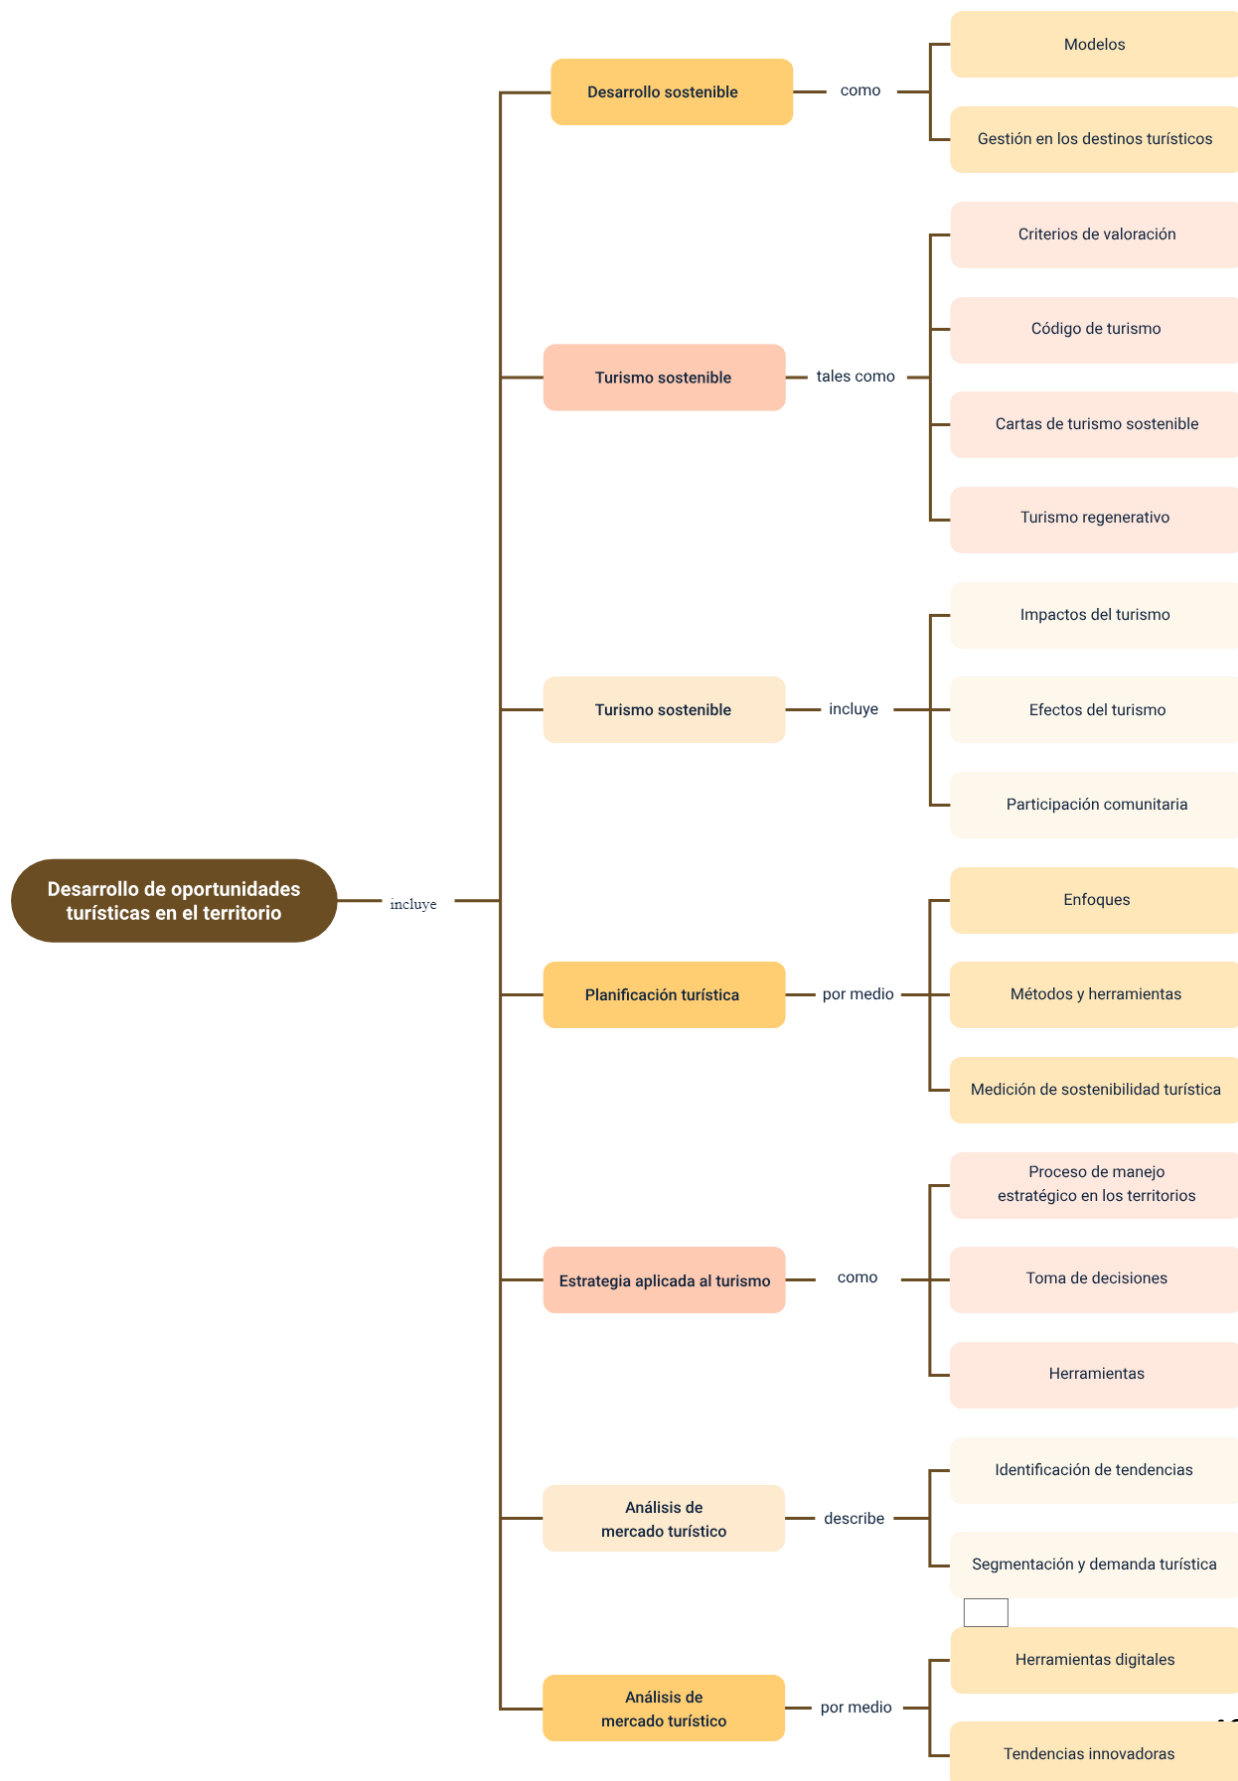 Modelos
Desarrollo sostenible
como
Gestión en los destinos turísticos
Criterios de valoración
Código de turismo
Turismo sostenible
tales como
Cartas de turismo sostenible
Turismo regenerativo
Impactos del turismo
Turismo sostenible
incluye
Efectos del turismo
Participación comunitaria
Desarrollo de oportunidades
turísticas en el territorio
incluye
Enfoques
Planificación turística
por medio
Métodos y herramientas
Medición de sostenibilidad turística
Proceso de manejo
estratégico en los territorios
Estrategia aplicada al turismo
como
Toma de decisiones
Herramientas
Identificación de tendencias
Análisis de
mercado turístico
describe
Segmentación y demanda turística
Herramientas digitales
Análisis de
mercado turístico
por medio
Tendencias innovadoras